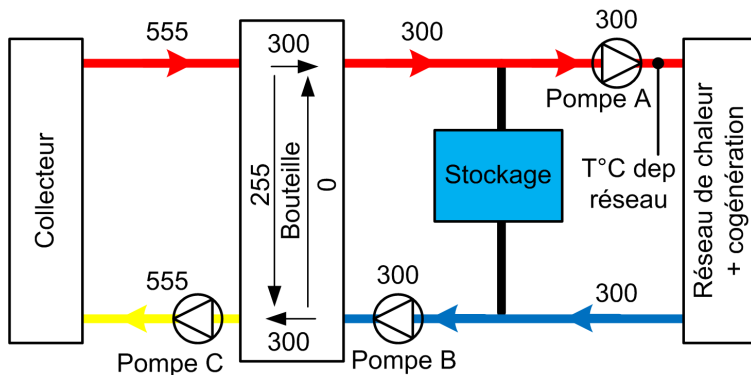 555
300
300
300
Pompe A
Collecteur
255
Bouteille
0
Stockage
T°C dep
réseau
Réseau de chaleur
+ cogénération
555
300
300
300
Pompe C
Pompe B